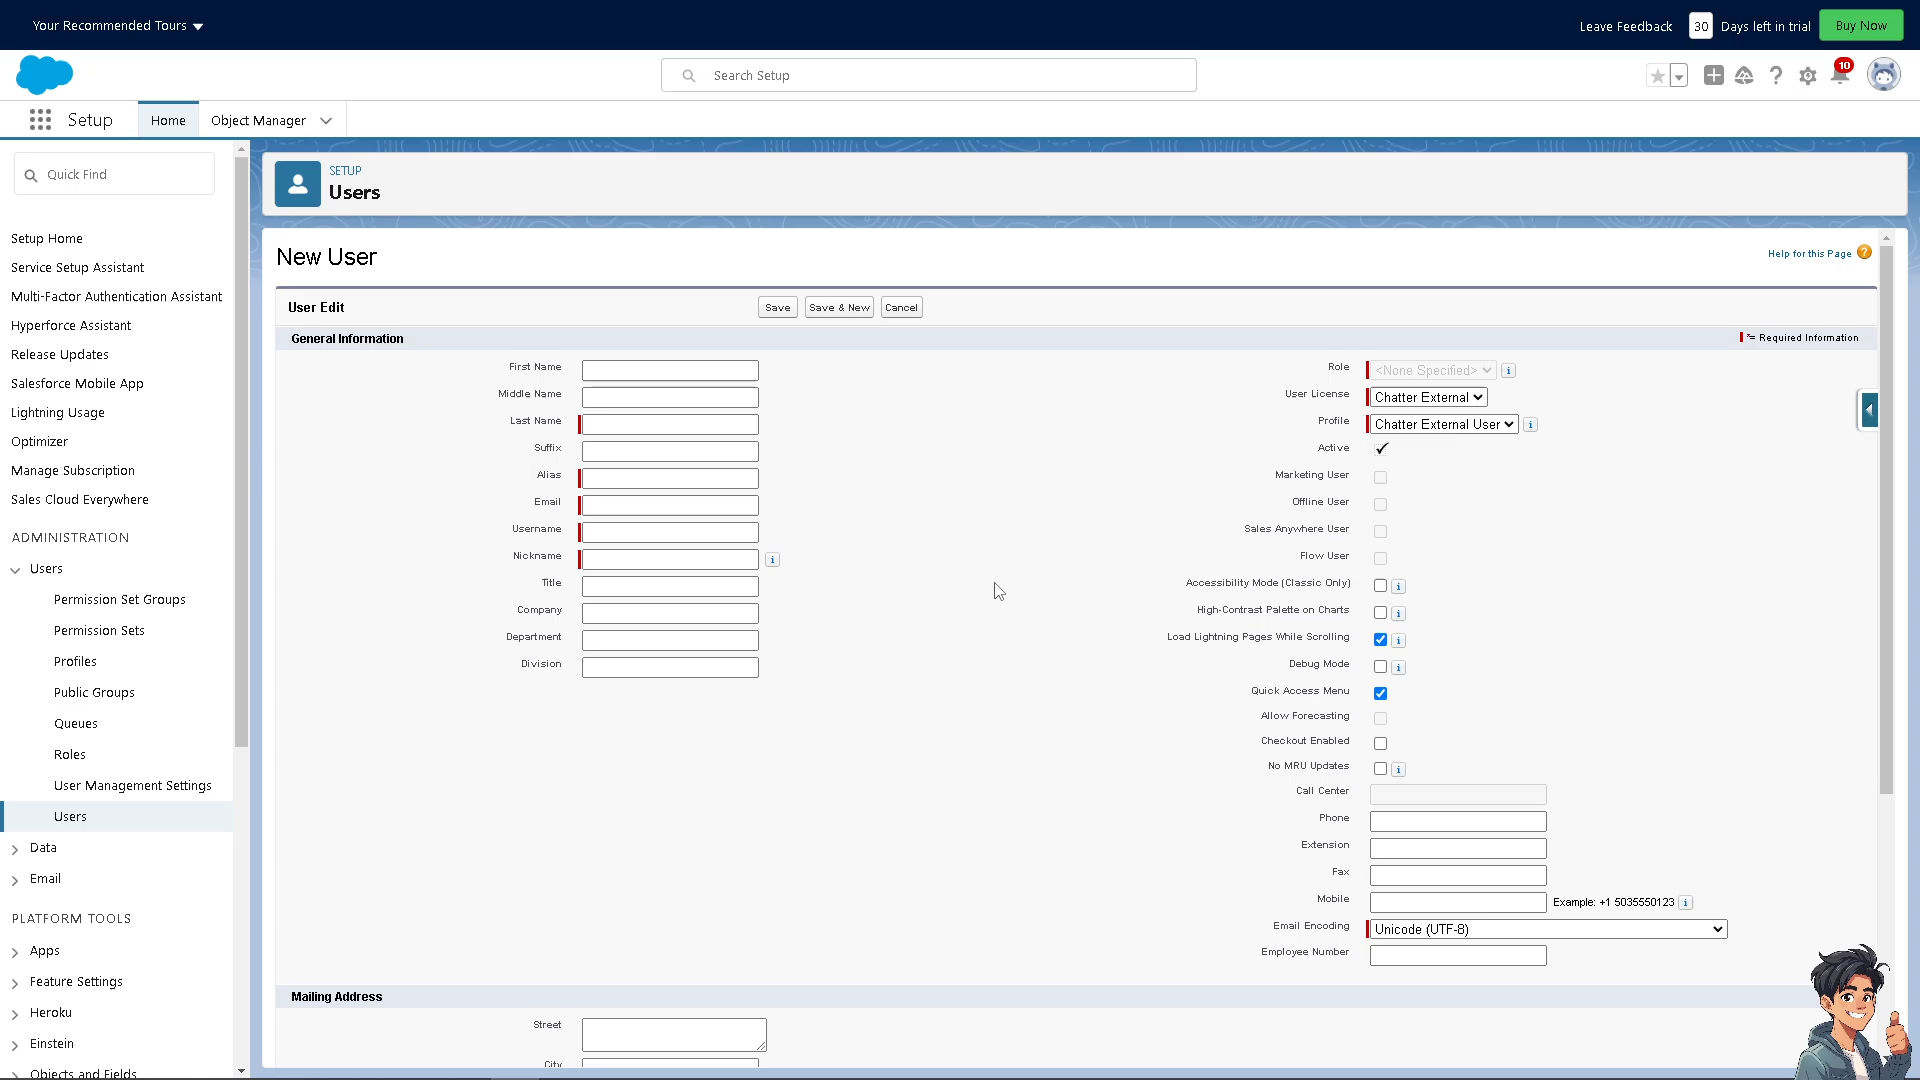 Your Recommended Tours
Leave Feedback
30
Days left in trial
Buy Now
Search Setup
10
Setup
Home
Object Manager
Quick Find
SETUP
Users
Setup Home
Service Setup Assistant
Multi-Factor Authentication Assistant
Hyperforce Assistant
Release Updates
Salesforce Mobile App
Lightning Usage
Optimizer
Manage Subscription
Sales Cloud Everywhere
ADMINISTRATION
Users
Permission Set Groups
Permission Sets
Profiles
Public Groups
Queues
Roles
User Management Settings
Users
Data
Email
PLATFORM TOOLS
Apps
Feature Settings
Heroku
Einstein
Objects and Fields
New User
Help for this Page
User Edit
Save
Save & New
Cancel
General Information
*= Required Information
First Name
Middle Name
Last Name
Suffix
Alias
Email
Username
Nickname
Title
Company
Department
Division
Role
<None Specified>
User License
Chatter External
Profile
Chatter External User
Active
Marketing User
Offline User
Sales Anywhere User
Flow User
Accessibility Mode (Classic Only)
High-Contrast Palette on Charts
Load Lightning Pages While Scrolling
Debug Mode
Quick Access Menu
Allow Forecasting
Checkout Enabled
No MRU Updates
Call Center
Phone
Extension
Fax
Mobile
Example: +1 5035550123
Email Encoding
Unicode (UTF-8)
Employee Number
Mailing Address
Street
City